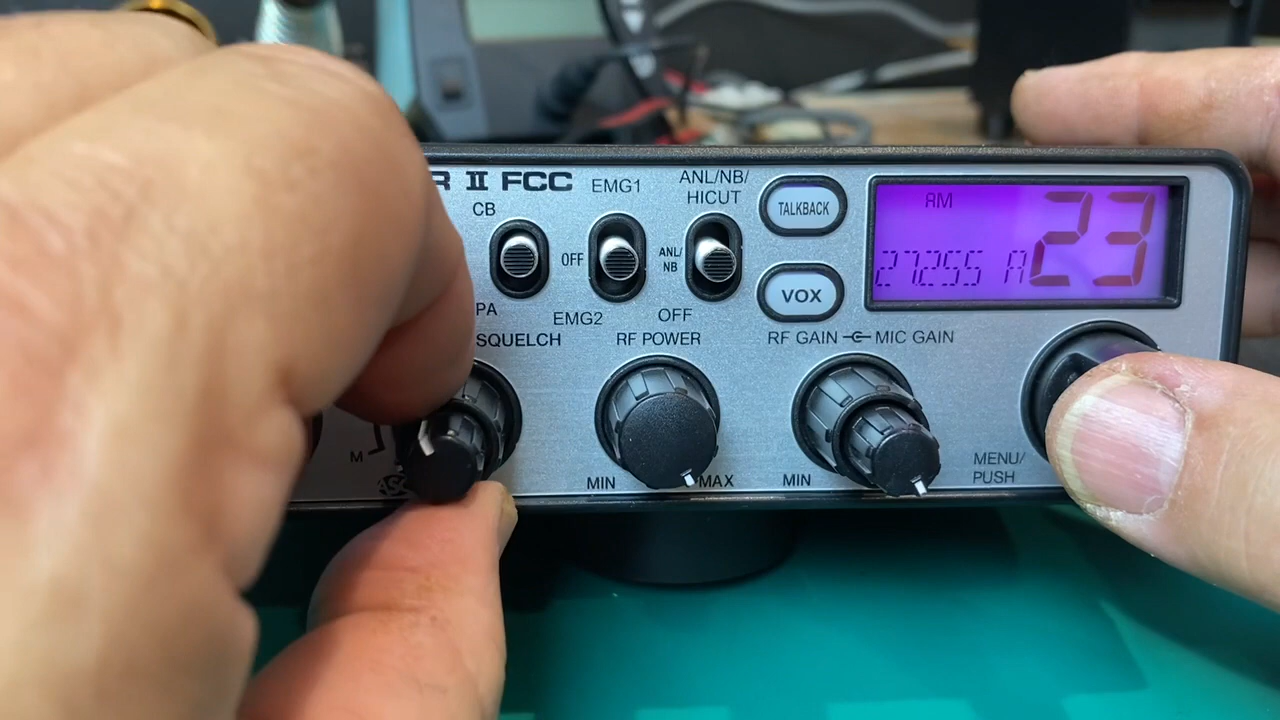 R II FCC
EMG1
ANL/NB/
HICUT
CB
TALKBACK
AM
23
OFF
ANL/
NB
27.255 A
VOX
PA
EMG2
OFF
SQUELCH
RF POWER
RF GAIN
MIC GAIN
M
MIN
MAX
MIN
MENU/
PUSH